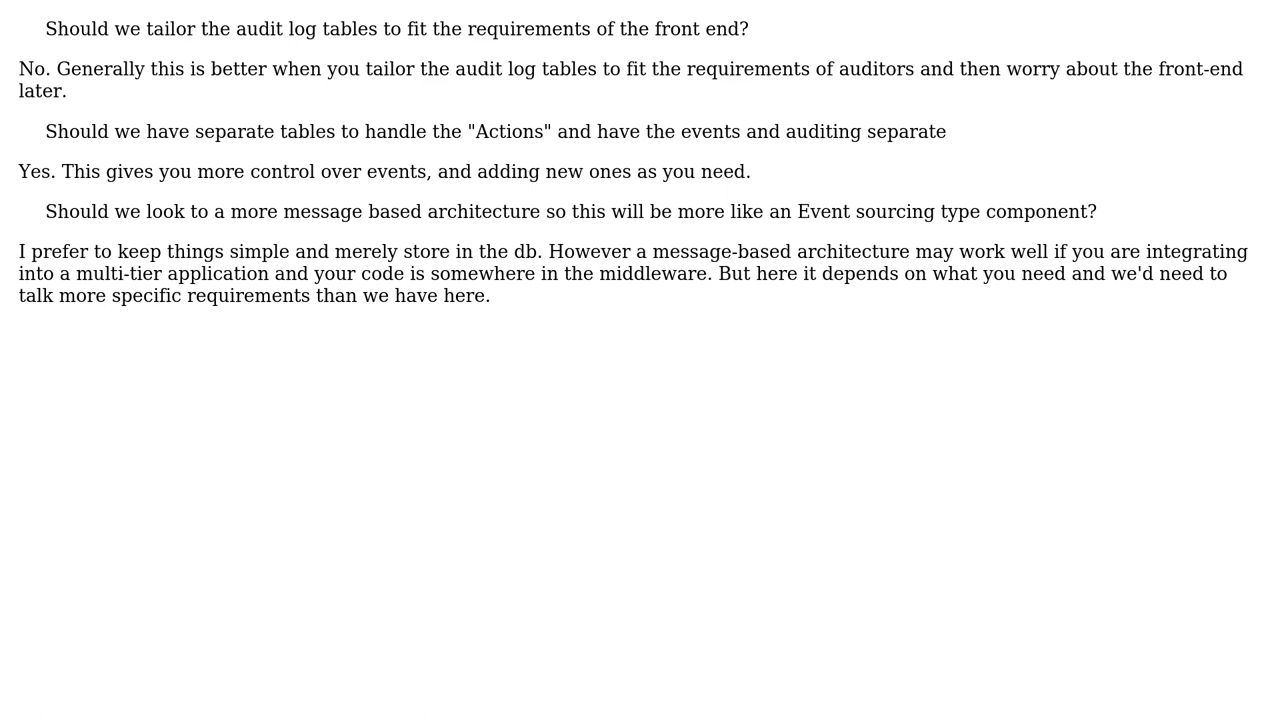 Should we tailor the audit log tables to fit the requirements of the front end?
No. Generally this is better when you tailor the audit log tables to fit the requirements of auditors and then worry about the front-end
later.
Should we have separate tables to handle the "Actions" and have the events and auditing separate
Yes. This gives you more control over events, and adding new ones as you need.
Should we look to a more message based architecture so this will be more like an Event sourcing type component?
I prefer to keep things simple and merely store in the db. However a message-based architecture may work well if you are integrating
into a multi-tier application and your code is somewhere in the middleware. But here it depends on what you need and we'd need to
talk more specific requirements than we have here.